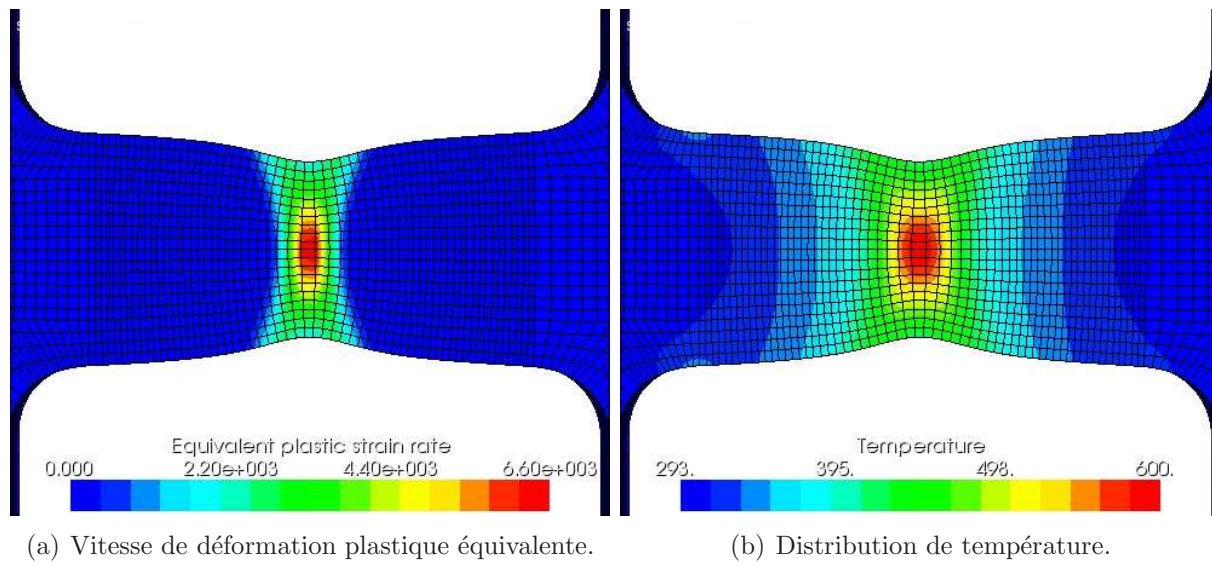 Equivalent plastic strain rate
0.000 2.20e+003 4.40e+003 6.60e+003
Temperature
293. 395. 498. 600.
(a) Vitesse de déformation plastique équivalente.
(b) Distribution de température.